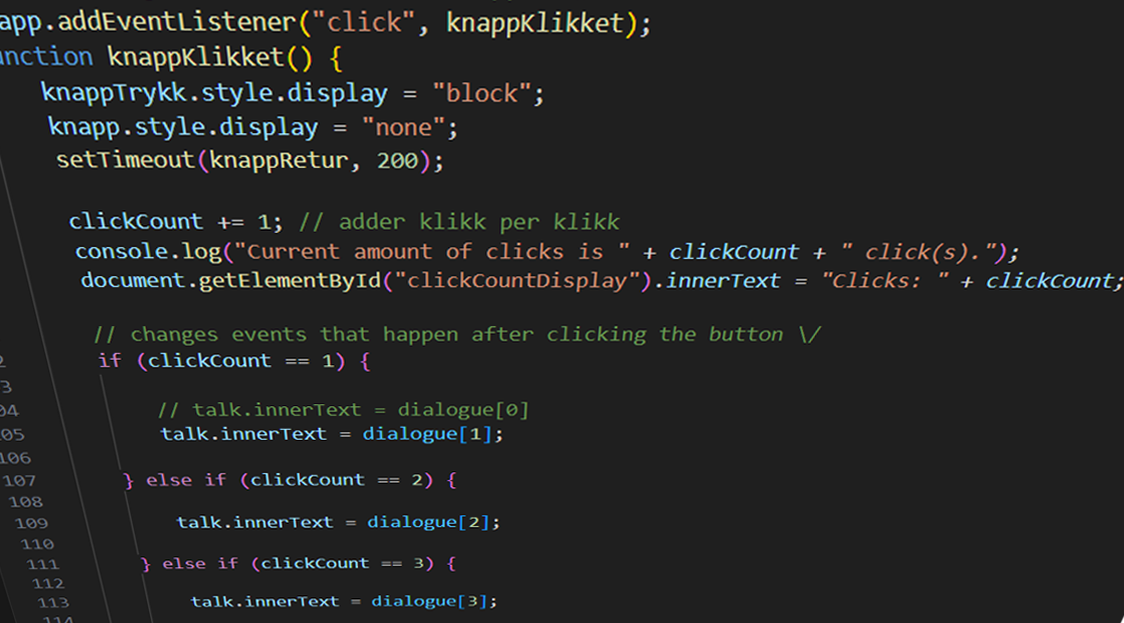 app.addEventListener("click", knappKlikket);
unction knappKlikket() {
knappTrykk.style.display = "block";
knapp.style.display = "none";
setTimeout(knappRetur, 200);
clickCount += 1; // adder klikk per klikk
console.log("Current amount of clicks is " + clickCount + " click(s).");
document.getElementById("clickCountDisplay").innerText = "Clicks: " + clickCount;
// changes events that happen after clicking the button \/
2 if (clickCount == 1) {
3
04 // talk.innerText = dialogue[0]
05 talk.innerText = dialogue[1];
106
107 } else if (clickCount == 2) {
108
109 talk.innerText = dialogue[2];
110
111 } else if (clickCount == 3) {
112
113 talk.innerText = dialogue[3];
114